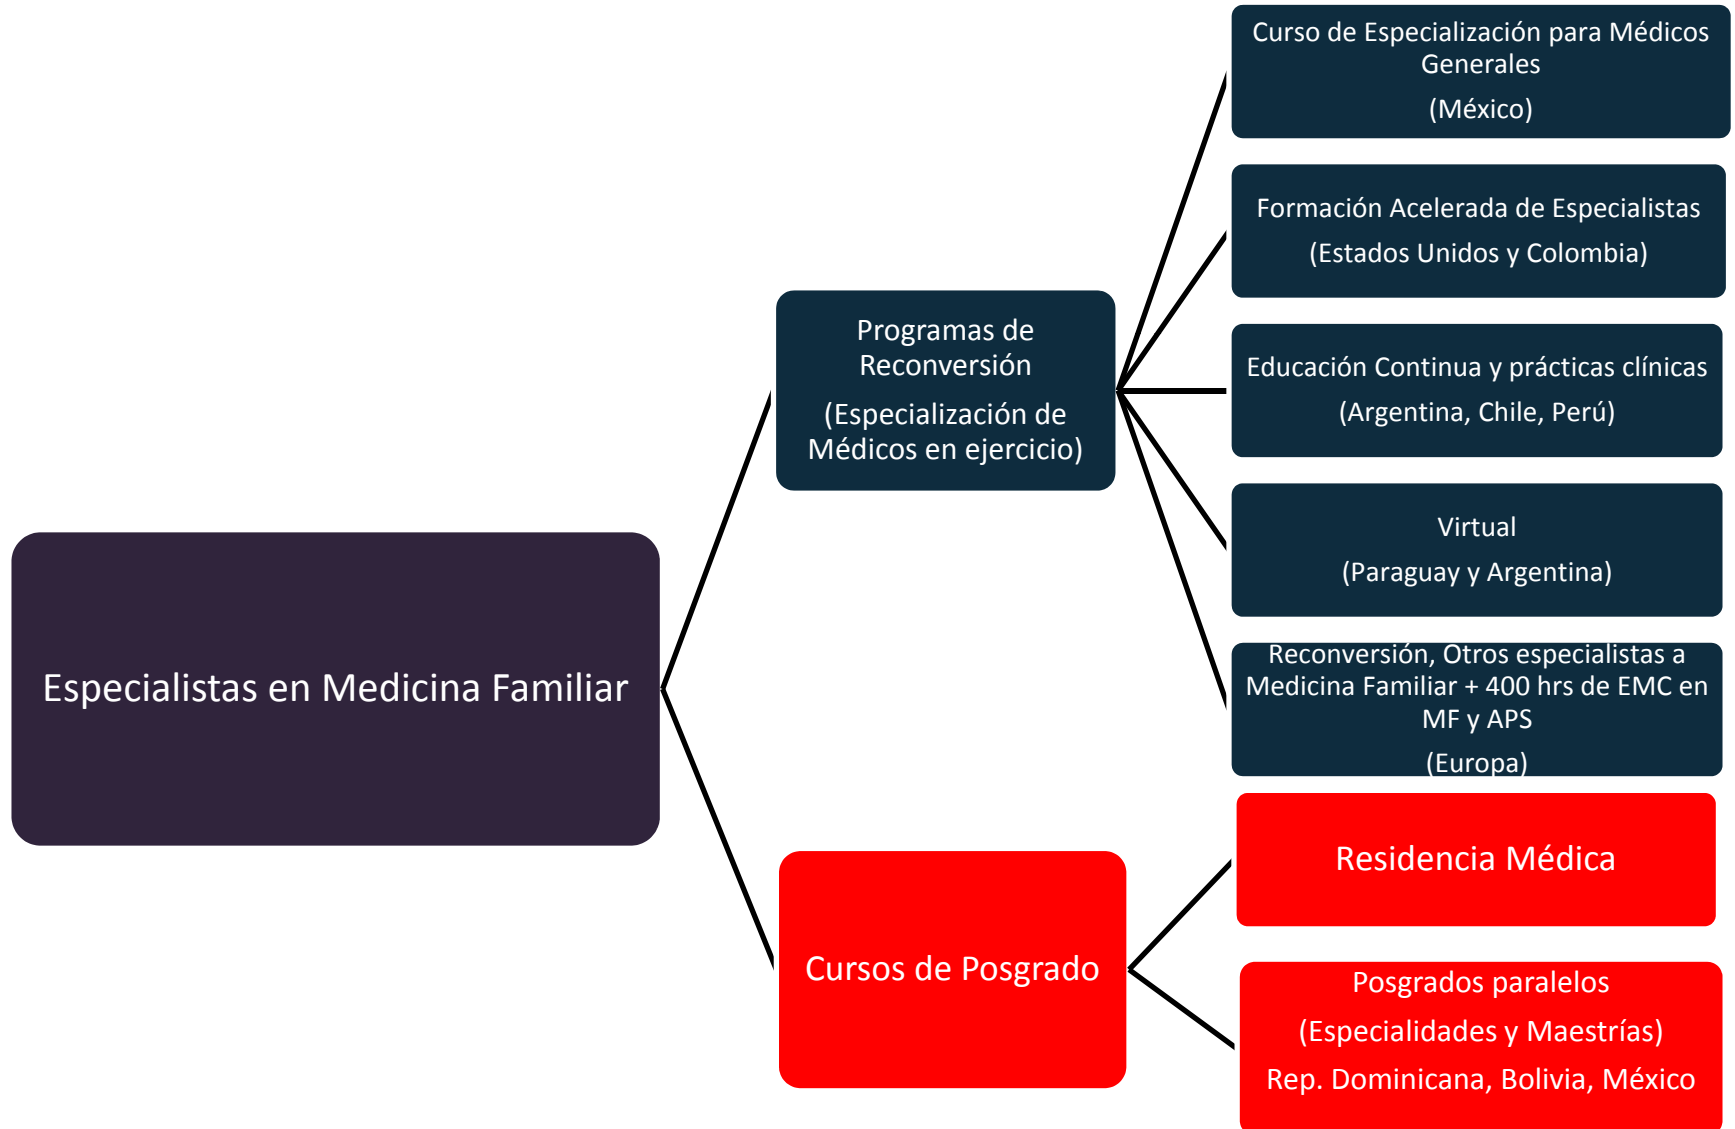 Especialistas en Medicina Familiar
Programas de
Reconversión
(Especialización de
Médicos en ejercicio)
Curso de Especialización para Médicos
Generales
(México)
Formación Acelerada de Especialistas
(Estados Unidos y Colombia)
Educación Continua y prácticas clínicas
(Argentina, Chile, Perú)
Virtual
(Paraguay y Argentina)
Reconversión, Otros especialistas a
Medicina Familiar + 400 hrs de EMC en
MF y APS
(Europa)
Cursos de Posgrado
Residencia Médica
Posgrados paralelos
(Especialidades y Maestrías)
Rep. Dominicana, Bolivia, México